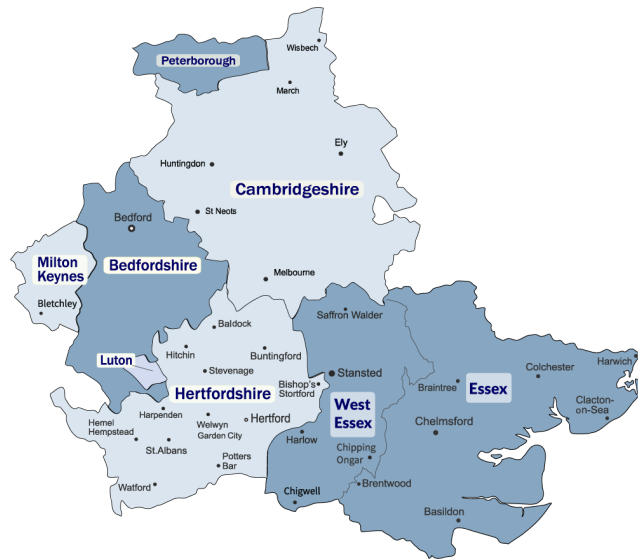 Wisbech
Peterborough
March
Ely
Huntingdon
Cambridgeshire
St Neots
Bedford
Milton
Keynes
Bedfordshire
Melbourne
Bletchley
Saffron Walder
Baldock
Hitchin
Buntingford
Luton
Stevenage
Stansted
Harwich
Colchester
Braintree
Essex
Bishop's
Stortford
Hertfordshire
Clacton-
on-Sea
West
Essex
Harpenden
Hemel
Hempstead
Welwyn
Garden City
Hertford
Chelmsford
St.Albans
Harlow
Chipping
Ongar
Potters
Bar
Watford
Chigwell
Brentwood
Basildon